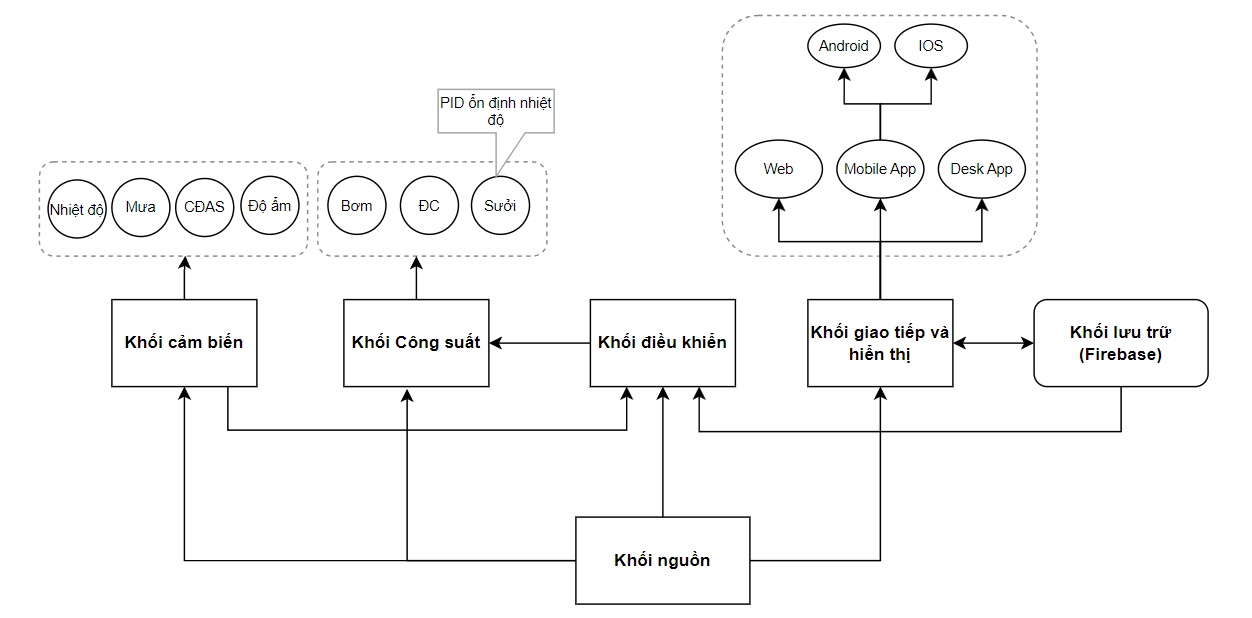 Android
IOS
PID ổn định nhiệt
độ
Web
Mobile App
Desk App
Nhiệt độ
Mưa
CĐAS
Độ ẩm
Bơm
ĐC
Sưởi
Khối cảm biến
Khối Công suất
Khối điều khiển
Khối giao tiếp và
hiển thị
Khối lưu trữ
(Firebase)
Khối nguồn